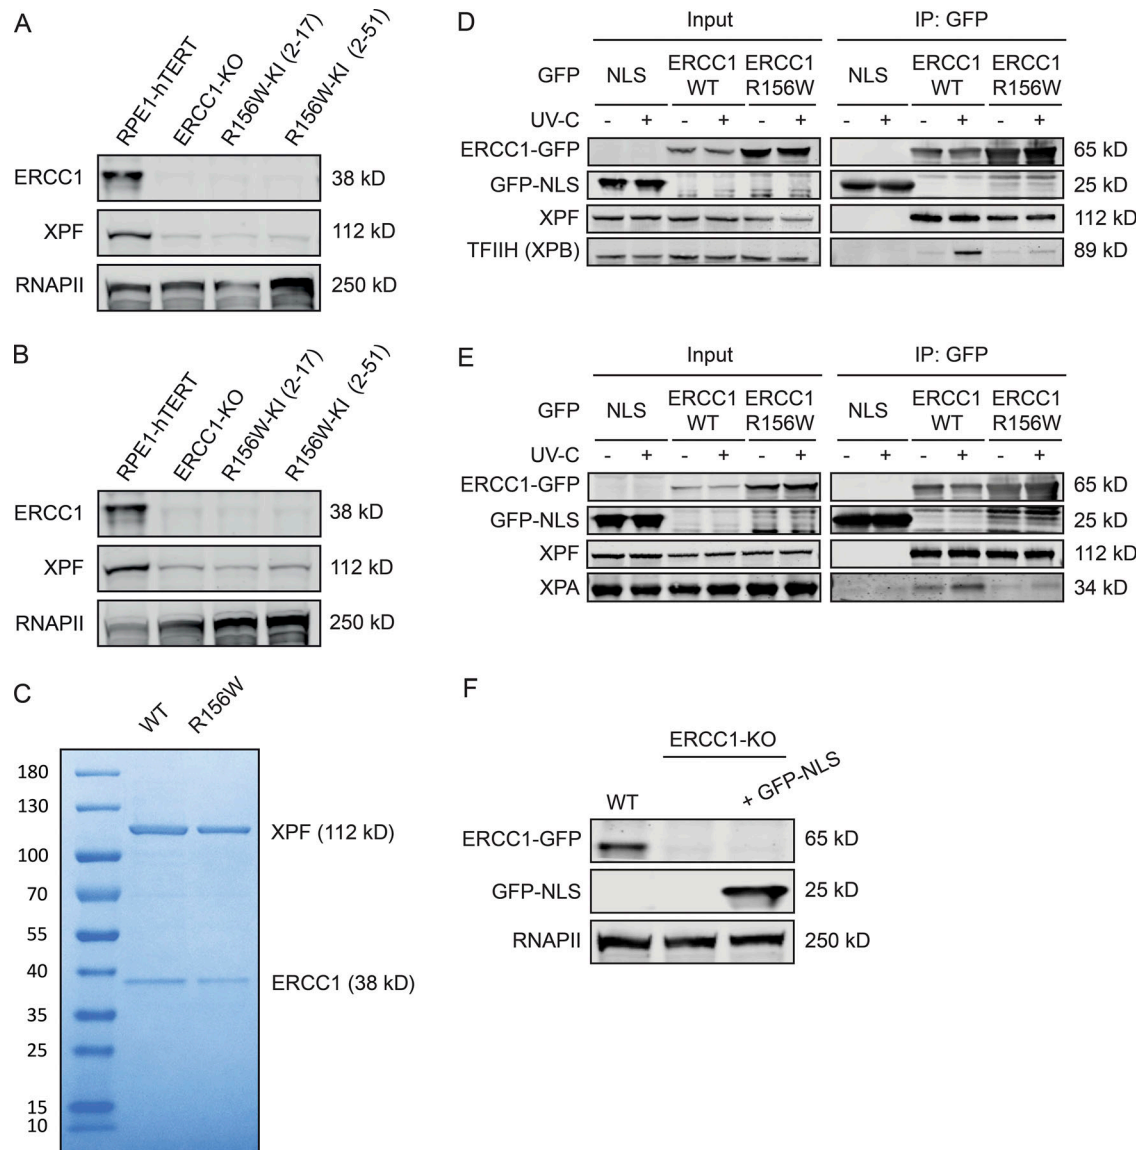 A
RPE1-hTERT
ERCC1-KO
R156W-KI (2-17)
R156W-KI (2-51)
ERCC1
38 kD
XPF
112 kD
RNAPII
250 kD
B
RPE1-hTERT
ERCC1-KO
R156W-KI (2-17)
R156W-KI (2-51)
ERCC1
38 kD
XPF
112 kD
RNAPII
250 kD
C
WT
R156W
180
130
100
70
55
40
35
25
15
10
XPF (112 kD)
ERCC1 (38 kD)
D
Input
IP: GFP
GFP NLS ERCC1 WT ERCC1 R156W NLS ERCC1 WT ERCC1 R156W
UV-C - + - + - + - + - + - +
ERCC1-GFP 65 kD
GFP-NLS 25 kD
XPF 112 kD
TFIIH (XPB) 89 kD
E
Input
IP: GFP
GFP NLS ERCC1 WT ERCC1 R156W NLS ERCC1 WT ERCC1 R156W
UV-C - + - + - + - + - + - +
ERCC1-GFP 65 kD
GFP-NLS 25 kD
XPF 112 kD
XPA 34 kD
F
ERCC1-KO
WT
+ GFP-NLS
ERCC1-GFP 65 kD
GFP-NLS 25 kD
RNAPII 250 kD